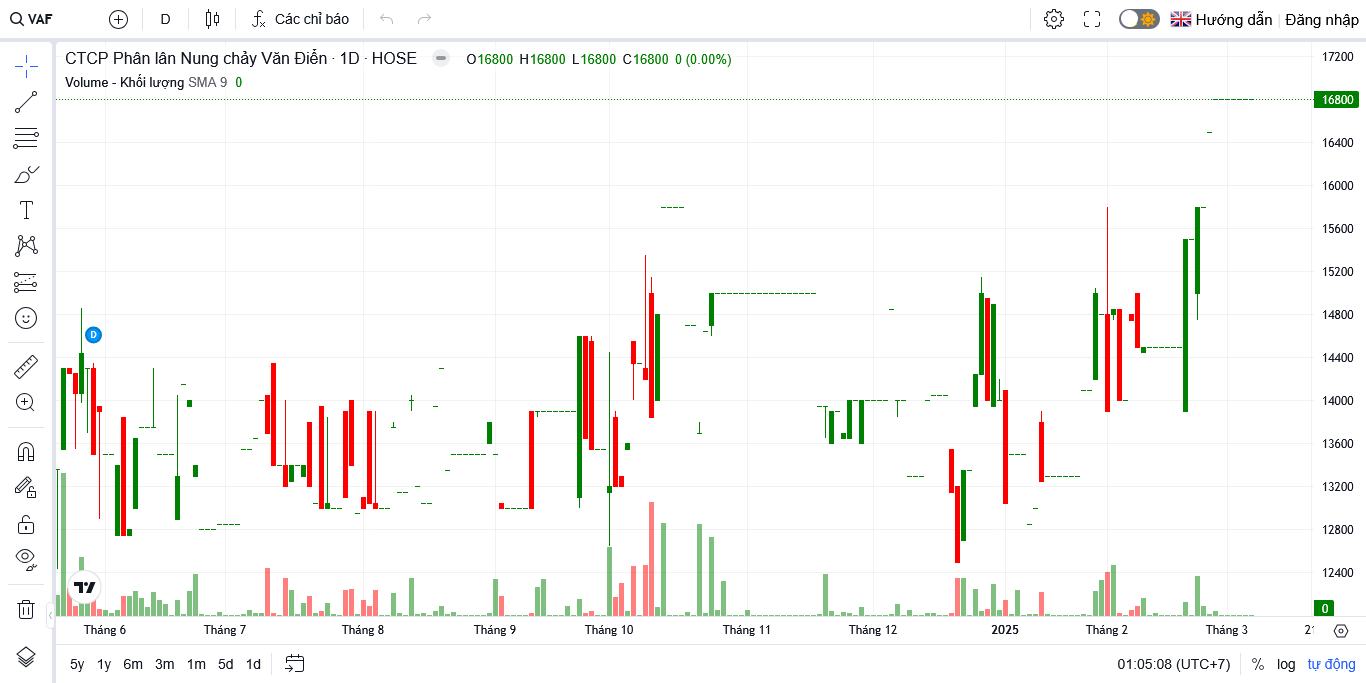 VAF D Các chỉ báo Hướng dẫn Đăng nhập
CTCP Phân lân Nung chảy Văn Điển · 1D · HOSE O16800 H16800 L16800 C16800 0 (0.00%)
Volume - Khối lượng SMA 9 0
17200
16800
16400
16000
15600
15200
14800
14400
14000
13600
13200
12800
12400
0
D
Tháng 6 Tháng 7 Tháng 8 Tháng 9 Tháng 10 Tháng 11 Tháng 12 2025 Tháng 2 Tháng 3
5y 1y 6m 3m 1m 5d 1d 01:05:08 (UTC+7) % log tự động